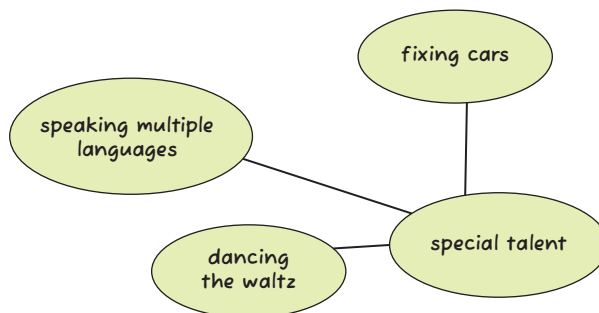 fixing cars
speaking multiple
languages
special talent
dancing
the waltz